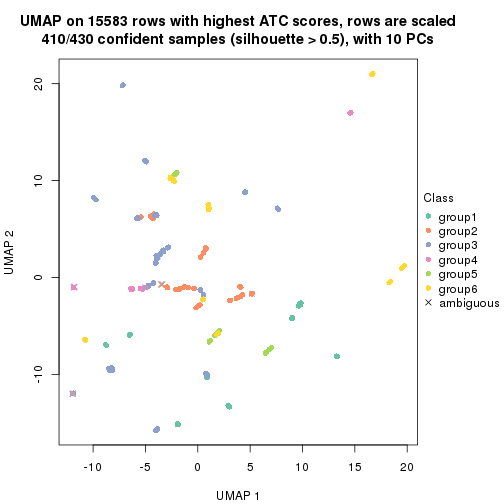 UMAP on 15583 rows with highest ATC scores, rows are scaled
410/430 confident samples (silhouette > 0.5), with 10 PCs
20
10
0
-10
UMAP 2
-10 -5 0 5 10 15 20
UMAP 1
Class
group1
group2
group3
group4
group5
group6
ambiguous